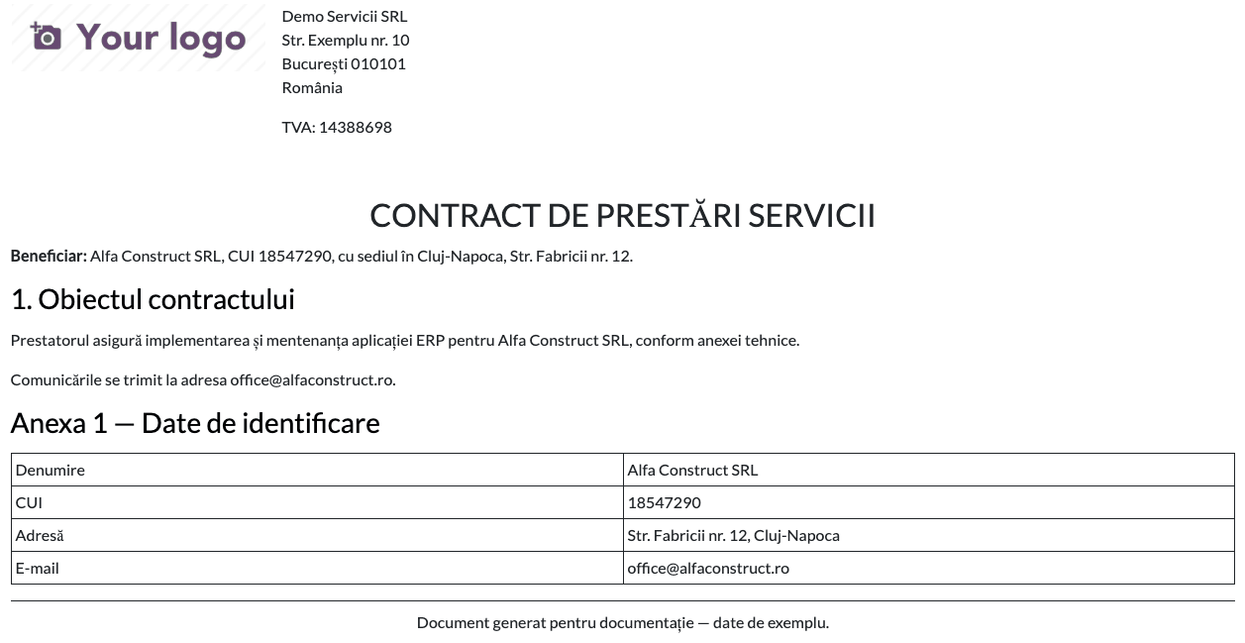 Your logo
Demo Servicii SRL
Str. Exemplu nr. 10
București 010101
România
TVA: 14388698
CONTRACT DE PRESTĂRI SERVICII
Beneficiar: Alfa Construct SRL, CUI 18547290, cu sediul în Cluj-Napoca, Str. Fabricii nr. 12.
1. Obiectul contractului
Prestatorul asigură implementarea și mentenanța aplicației ERP pentru Alfa Construct SRL, conform anexei tehnice.
Comunicările se trimit la adresa office@alfaconstruct.ro.
Anexa 1 — Date de identificare
Denumire Alfa Construct SRL
CUI 18547290
Adresă Str. Fabricii nr. 12, Cluj-Napoca
E-mail office@alfaconstruct.ro
Document generat pentru documentație — date de exemplu.